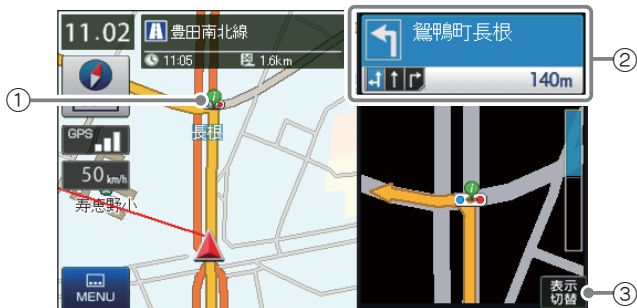 11.02
豊田南北線
11:05 1.6km
GPS
50 km/h
長根
寿恵野小
MENU
鴛鴨町長根
140m
表示
切替
①
②
③